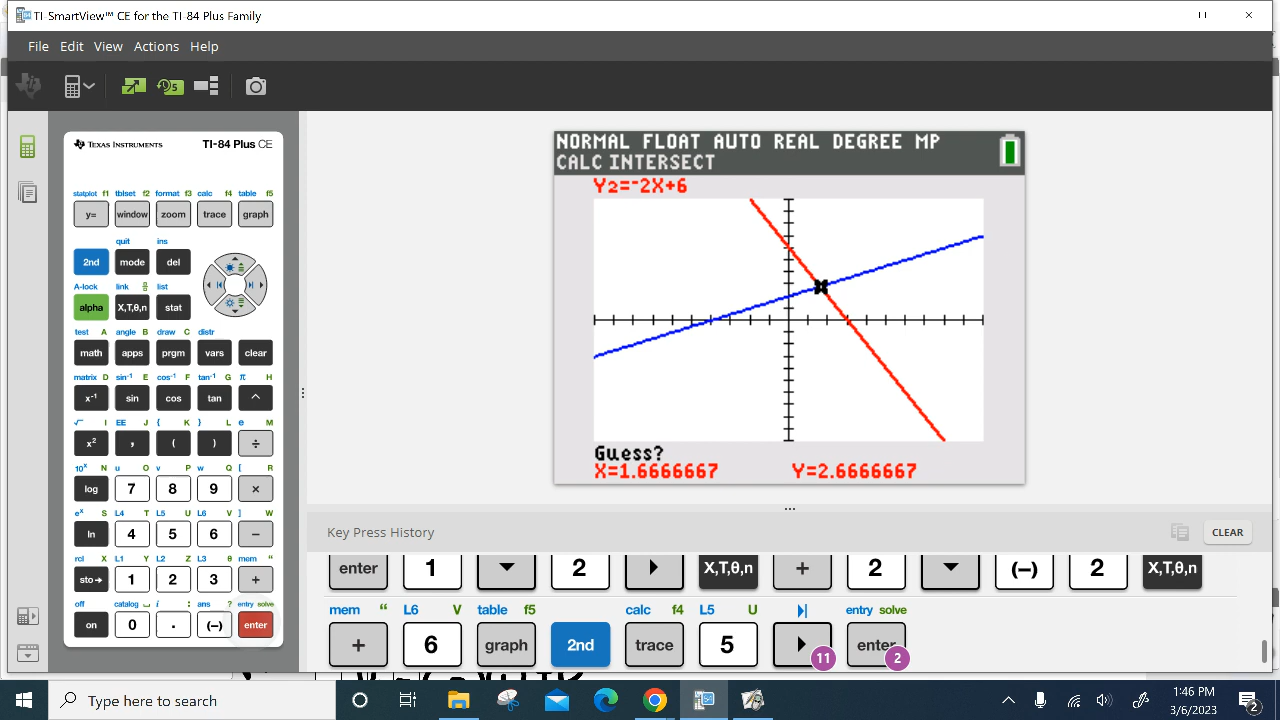 TI SmartView™ CE for the TI-84 Plus Family
File Edit View Actions Help
TEXAS INSTRUMENTS TI-84 Plus CE
statplot f1 tblset f2 format f3 calc f4 table f5
y= window zoom trace graph
quit ins
2nd mode del
A-lock link list
alpha X,T,θ,n stat
test A angle B draw C distr
math apps prgm vars clear
matrix D sin⁻¹ E cos⁻¹ F tan⁻¹ G π H
x⁻¹ sin cos tan ^
√ I EE J { K } L e M
x² , ( ) ÷
10ˣ N u O v P w Q [ R
log 7 8 9 ×
eˣ S L4 T L5 U L6 V ] W
ln 4 5 6 −
rcl X L1 Y L2 Z L3 θ mem "
sto→ 1 2 3 +
off catalog ⎵ i : ans ? entry solve
on 0 . (−) enter
NORMAL FLOAT AUTO REAL DEGREE MP
CALC INTERSECT
Y2=-2X+6
Guess?
X=1.6666667 Y=2.6666667
Key Press History CLEAR
enter 1 2 X,T,θ,n + 2 (−) 2 X,T,θ,n
mem " L6 V table f5 calc f4 L5 U entry solve
+ 6 graph 2nd trace 5 11 enter 2
Type here to search
1:46 PM
3/6/2023
2